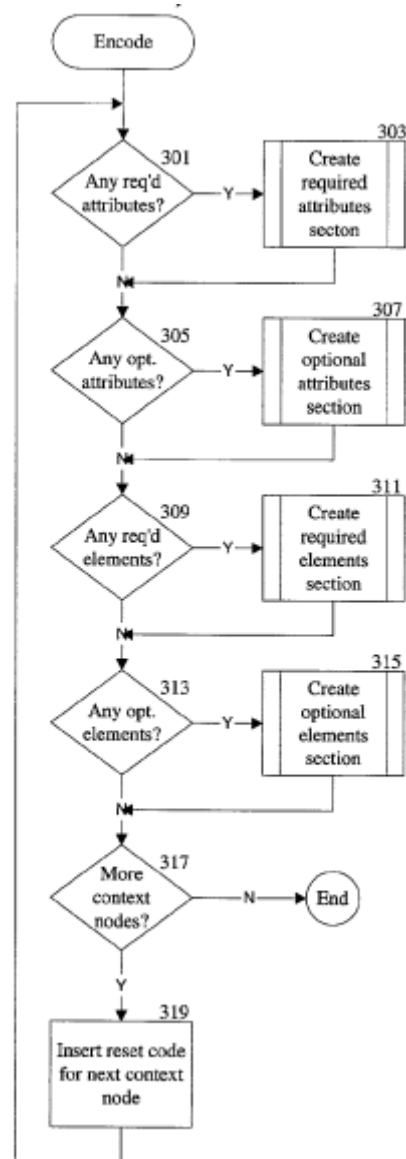 Encode
301
Any req'd
attributes?
Y
303
Create
required
attributes
secton
N
305
Any opt.
attributes?
Y
307
Create
optional
attributes
section
N
309
Any req'd
elements?
Y
311
Create
required
elements
section
N
313
Any opt.
elements?
Y
315
Create
optional
elements
section
N
317
More
context
nodes?
N
End
Y
319
Insert reset code
for next context
node